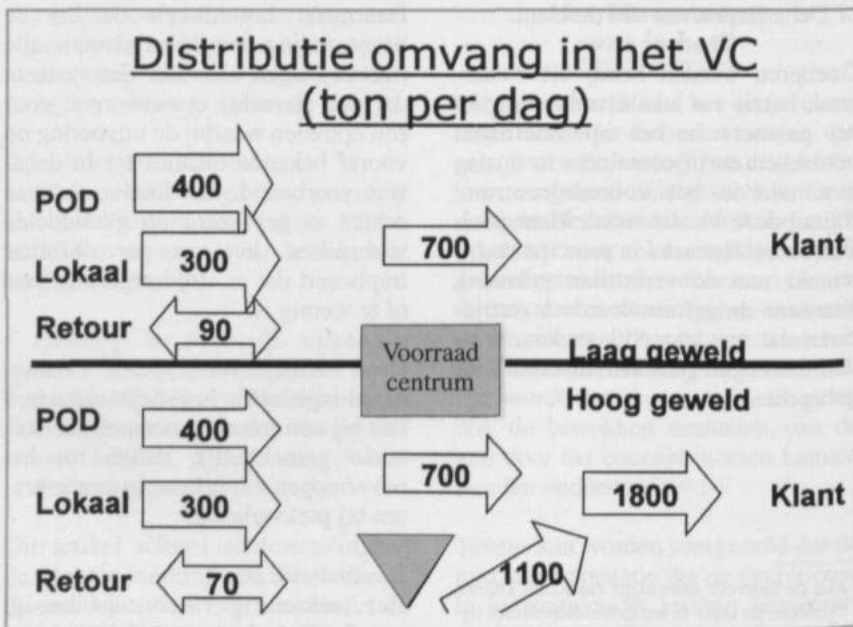 Distributie omvang in het VC
(ton per dag)
POD
400
Lokaal
300
Retour
90
700
Klant
Voorraad
centrum
Laag geweld
Hoog geweld
POD
400
Lokaal
300
Retour
70
700
1800
Klant
1100